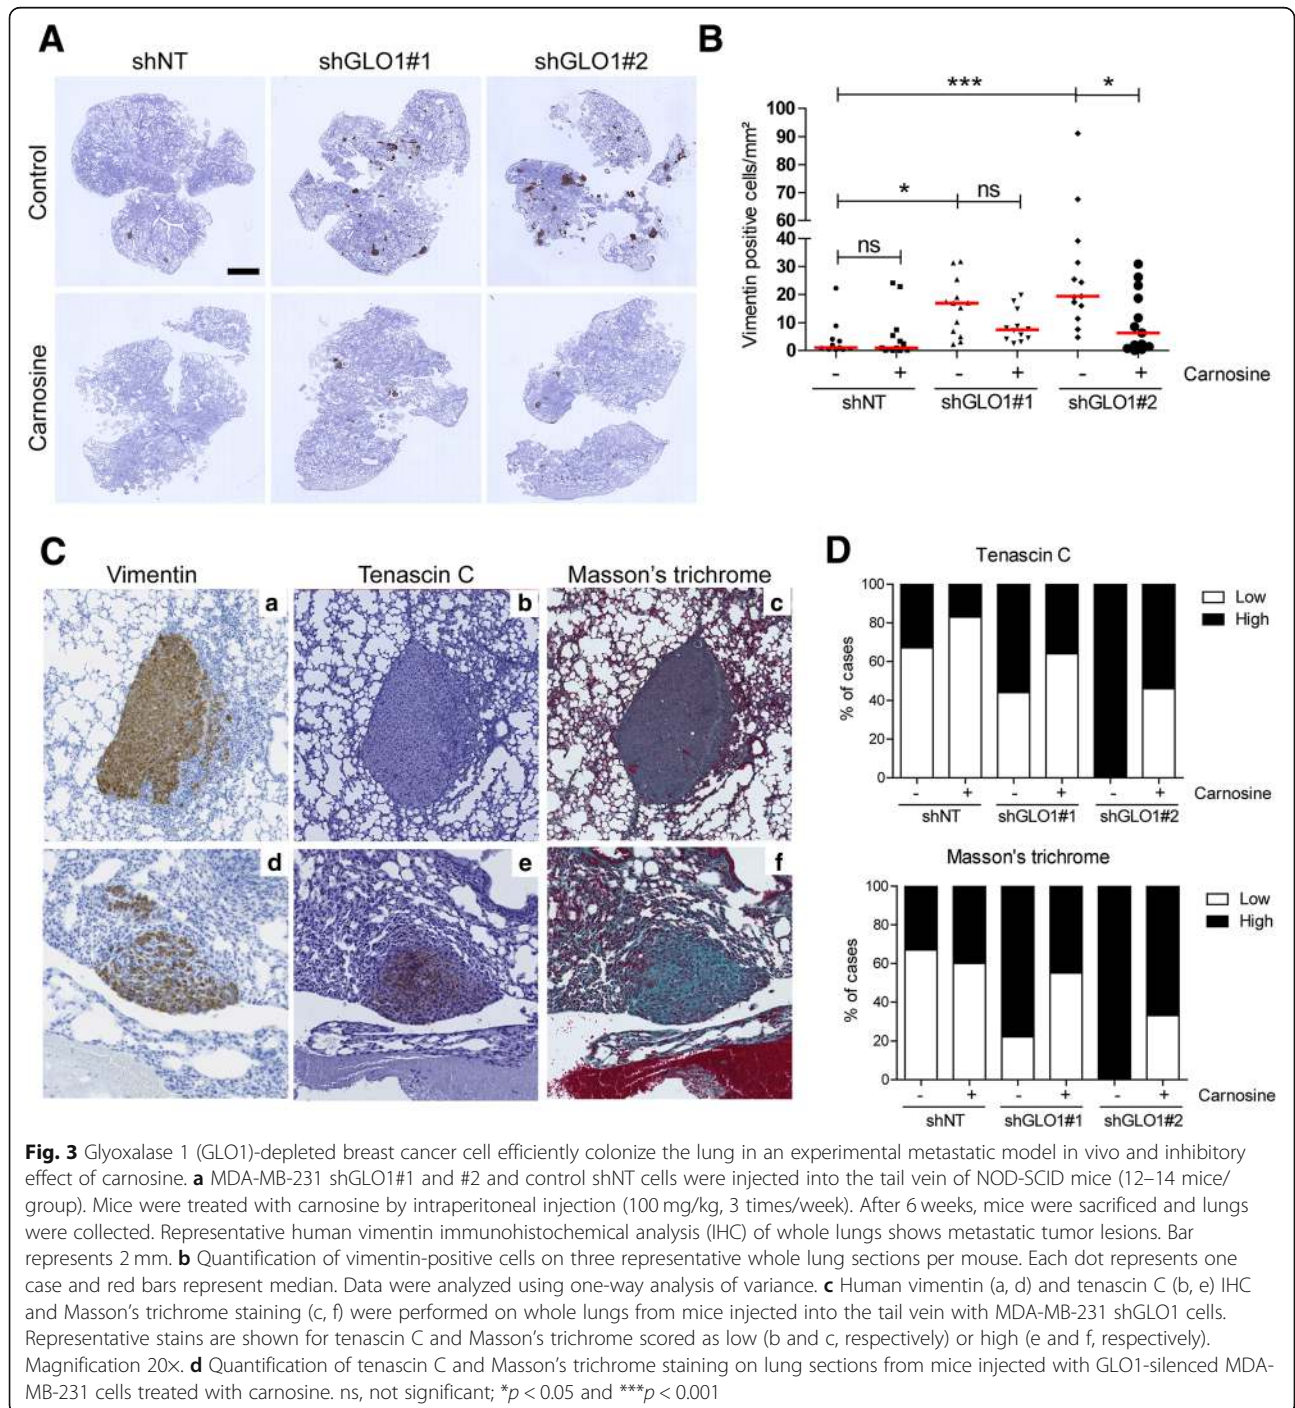 A
shNT
shGLO1#1
shGLO1#2
Control
Carnosine
B
***
*
*
ns
ns
Vimentin positive cells/mm²
100
90
80
70
60
40
30
20
10
0
- + - + - + Carnosine
shNT shGLO1#1 shGLO1#2
C
Vimentin
Tenascin C
Masson's trichrome
a
b
c
d
e
f
D
Tenascin C
% of cases
100
80
60
40
20
0
Low
High
- + - + - + Carnosine
shNT shGLO1#1 shGLO1#2
Masson's trichrome
% of cases
100
80
60
40
20
0
Low
High
- + - + - + Carnosine
shNT shGLO1#1 shGLO1#2
Fig. 3 Glyoxalase 1 (GLO1)-depleted breast cancer cell efficiently colonize the lung in an experimental metastatic model in vivo and inhibitory
effect of carnosine. a MDA-MB-231 shGLO1#1 and #2 and control shNT cells were injected into the tail vein of NOD-SCID mice (12–14 mice/
group). Mice were treated with carnosine by intraperitoneal injection (100 mg/kg, 3 times/week). After 6 weeks, mice were sacrificed and lungs
were collected. Representative human vimentin immunohistochemical analysis (IHC) of whole lungs shows metastatic tumor lesions. Bar
represents 2 mm. b Quantification of vimentin-positive cells on three representative whole lung sections per mouse. Each dot represents one
case and red bars represent median. Data were analyzed using one-way analysis of variance. c Human vimentin (a, d) and tenascin C (b, e) IHC
and Masson's trichrome staining (c, f) were performed on whole lungs from mice injected into the tail vein with MDA-MB-231 shGLO1 cells.
Representative stains are shown for tenascin C and Masson's trichrome scored as low (b and c, respectively) or high (e and f, respectively).
Magnification 20×. d Quantification of tenascin C and Masson's trichrome staining on lung sections from mice injected with GLO1-silenced MDA-
MB-231 cells treated with carnosine. ns, not significant; *p < 0.05 and ***p < 0.001